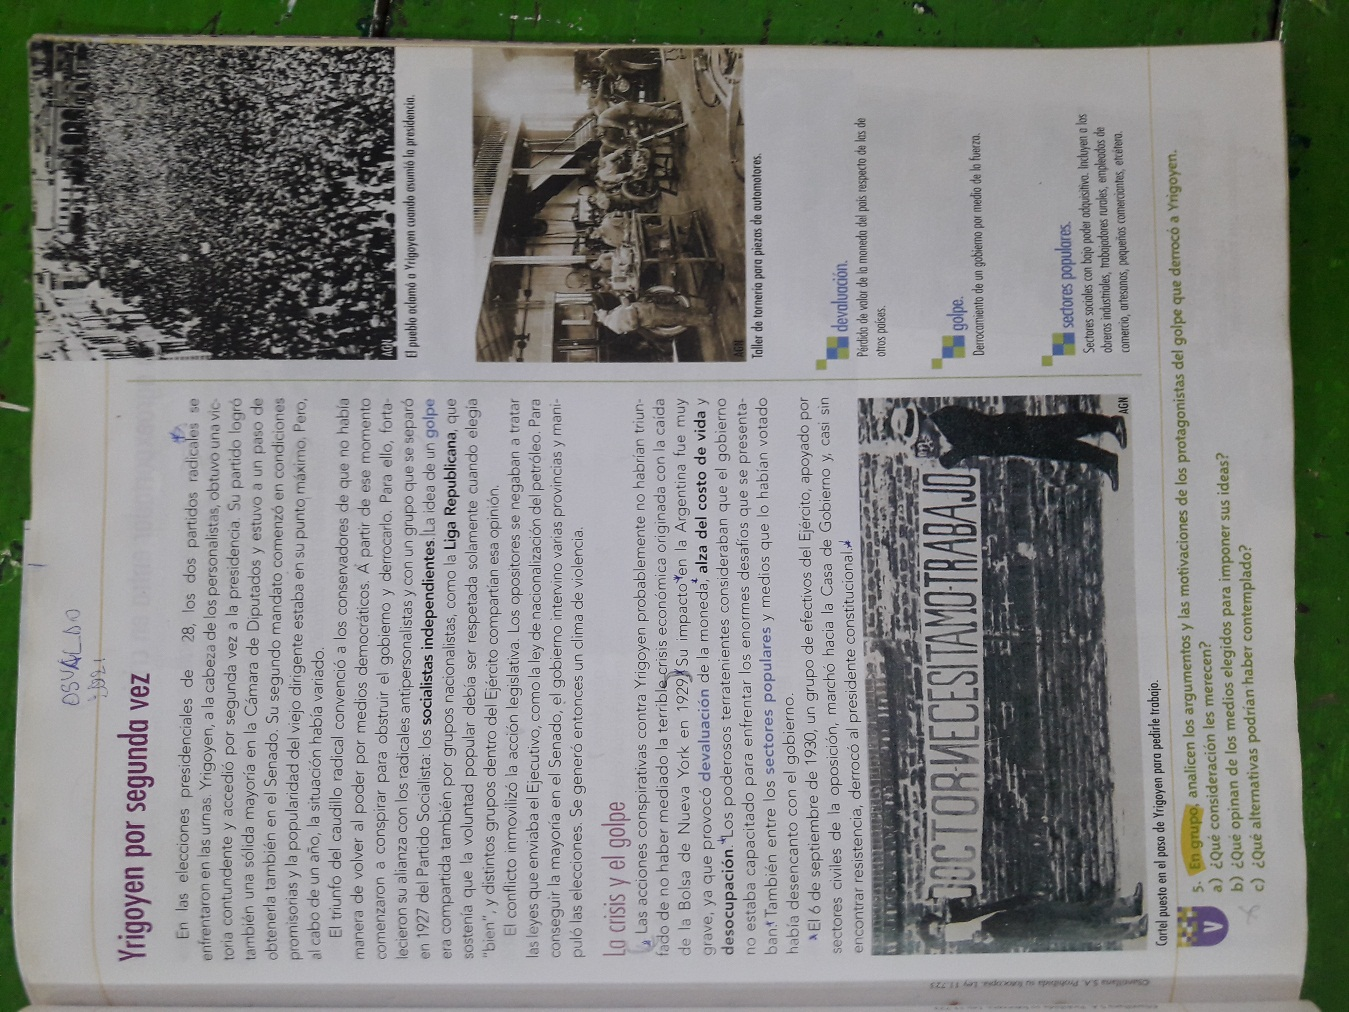 OSVALDO
Yrigoyen por segunda vez
En las elecciones presidenciales de 28, los dos partidos radicales se
enfrentaron en las urnas. Yrigoyen, a la cabeza de los personalistas, obtuvo una vic-
toria contundente y accedió por segunda vez a la presidencia. Su partido logró
también una sólida mayoría en la Cámara de Diputados y estuvo a un paso de
obtenerla también en el Senado. Su segundo mandato comenzó en condiciones
promisorias y la popularidad del viejo dirigente estaba en su punto máximo. Pero,
al cabo de un año, la situación había variado.
El triunfo del caudillo radical convenció a los conservadores de que no había
manera de volver al poder por medios democráticos. A partir de ese momento
comenzaron a conspirar para obstruir el gobierno y derrocarlo. Para ello, forta-
lecieron su alianza con los radicales antipersonalistas y con un grupo que se separó
en 1927 del Partido Socialista: los socialistas independientes. La idea de un golpe
era compartida también por grupos nacionalistas, como la Liga Republicana, que
sostenía que la voluntad popular debía ser respetada solamente cuando elegía
"bien", y distintos grupos dentro del Ejército compartían esa opinión.
El conflicto inmovilizó la acción legislativa. Los opositores se negaban a tratar
las leyes que enviaba el Ejecutivo, como la ley de nacionalización del petróleo. Para
conseguir la mayoría en el Senado, el gobierno intervino varias provincias y mani-
puló las elecciones. Se generó entonces un clima de violencia.
La crisis y el golpe
Las acciones conspirativas contra Yrigoyen probablemente no habrían triun-
fado de no haber mediado la terrible crisis económica originada con la caída
de la Bolsa de Nueva York en 1929. Su impacto en la Argentina fue muy
grave, ya que provocó devaluación de la moneda, alza del costo de vida y
desocupación. Los poderosos terratenientes consideraban que el gobierno
no estaba capacitado para enfrentar los enormes desafíos que se presenta-
ban. También entre los sectores populares y medios que lo habían votado
había desencanto con el gobierno.
El 6 de septiembre de 1930, un grupo de efectivos del Ejército, apoyado por
sectores civiles de la oposición, marchó hacia la Casa de Gobierno y, casi sin
encontrar resistencia, derrocó al presidente constitucional.
DOCTOR·NECESITAMO·TRABAJO
AGN
Cartel puesto en el paso de Yrigoyen para pedirle trabajo.
AGN
El pueblo aclamó a Yrigoyen cuando asumió la presidencia.
AGN
Taller de tornería para piezas de automotores.
devaluación.
Pérdida de valor de la moneda del país respecto de las de
otros países.
golpe.
Derrocamiento de un gobierno por medio de la fuerza.
sectores populares.
Sectores sociales con bajo poder adquisitivo. Incluyen a los
obreros industriales, trabajadores rurales, empleados de
comercio, artesanos, pequeños comerciantes, etcétera.
V
5. En grupo, analicen los argumentos y las motivaciones de los protagonistas del golpe que derrocó a Yrigoyen.
a) ¿Qué consideración les merecen?
b) ¿Qué opinan de los medios elegidos para imponer sus ideas?
c) ¿Qué alternativas podrían haber contemplado?
©Santillana S.A. Prohibida su fotocopia. Ley 11.723